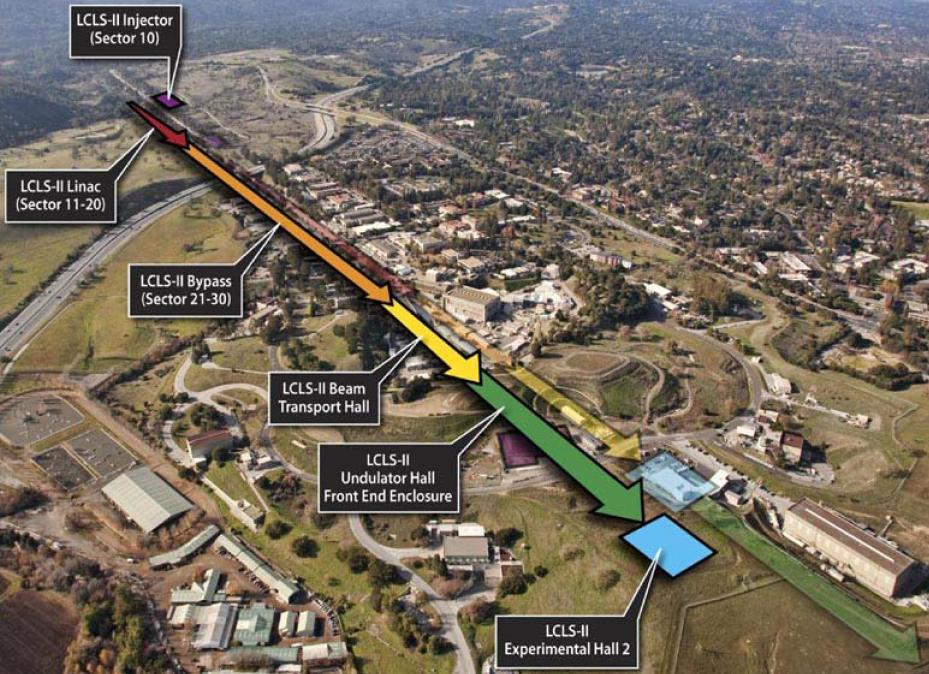 LCLS-II Injector
(Sector 10)
LCLS-II Linac
(Sector 11-20)
LCLS-II Bypass
(Sector 21-30)
LCLS-II Beam
Transport Hall
LCLS-II
Undulator Hall
Front End Enclosure
LCLS-II
Experimental Hall 2